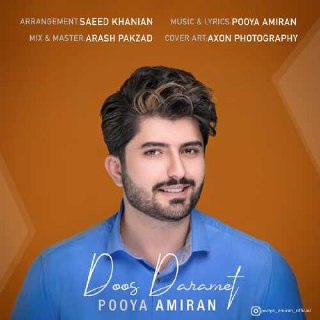 ARRANGEMENT SAEED KHANIAN
MUSIC & LYRICS POOYA AMIRAN
MIX & MASTER ARASH PAKZAD
COVER ART AXON PHOTOGRAPHY
Doos Daramet
POOYA AMIRAN
pooya_amiran_official